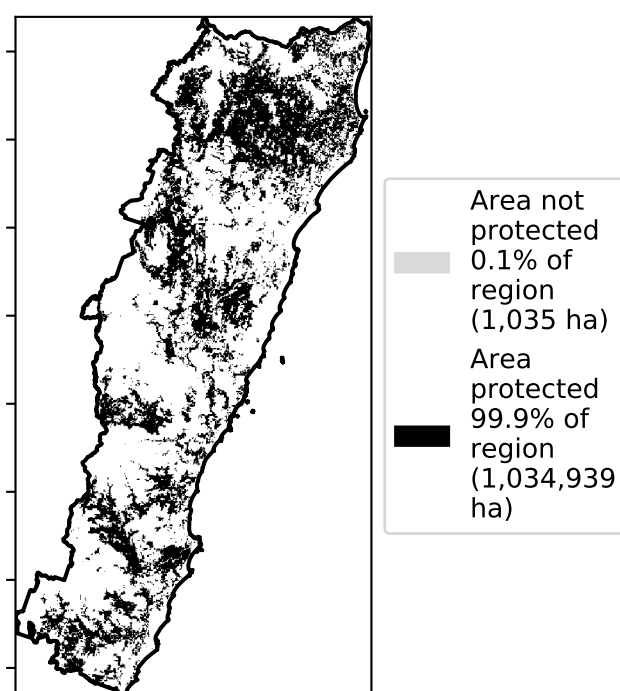 Area not
protected
0.1% of
region
(1,035 ha)
Area
protected
99.9% of
region
(1,034,939
ha)